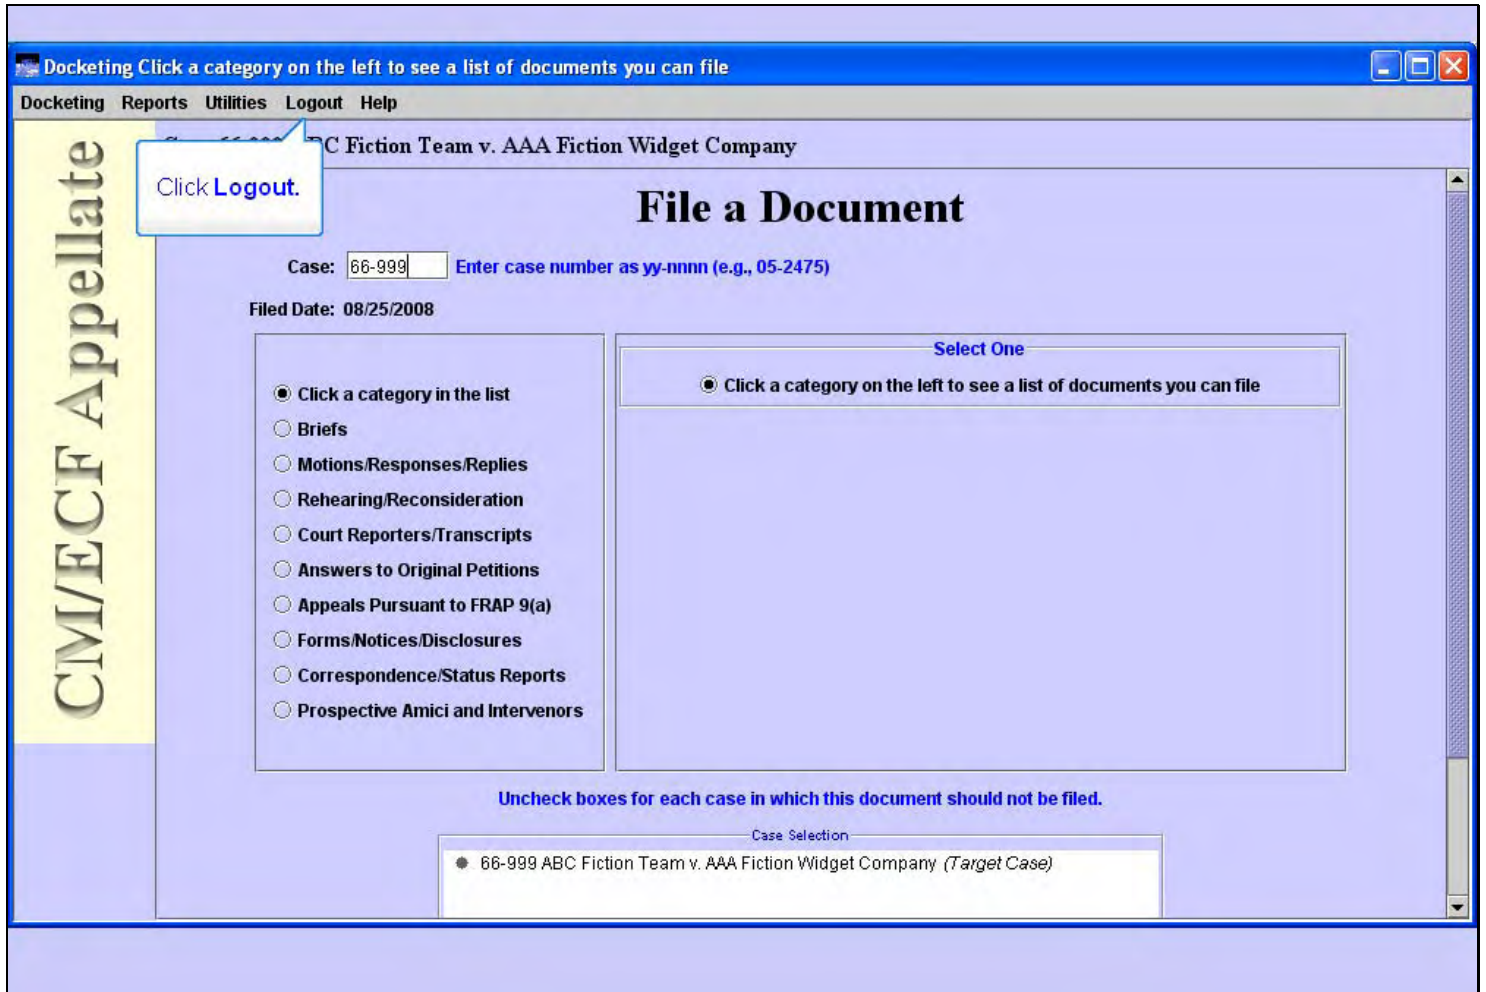 Docketing Click a category on the left to see a list of documents you can file
Docketing Reports Utilities Logout Help
BC Fiction Team v. AAA Fiction Widget Company
Click Logout.
CM/ECF Appellate
File a Document
Case: 66-999 Enter case number as yy-nnnn (e.g., 05-2475)
Filed Date: 08/25/2008
Click a category in the list
Briefs
Motions/Responses/Replies
Rehearing/Reconsideration
Court Reporters/Transcripts
Answers to Original Petitions
Appeals Pursuant to FRAP 9(a)
Forms/Notices/Disclosures
Correspondence/Status Reports
Prospective Amici and Intervenors
Select One
Click a category on the left to see a list of documents you can file
Uncheck boxes for each case in which this document should not be filed.
Case Selection
66-999 ABC Fiction Team v. AAA Fiction Widget Company (Target Case)